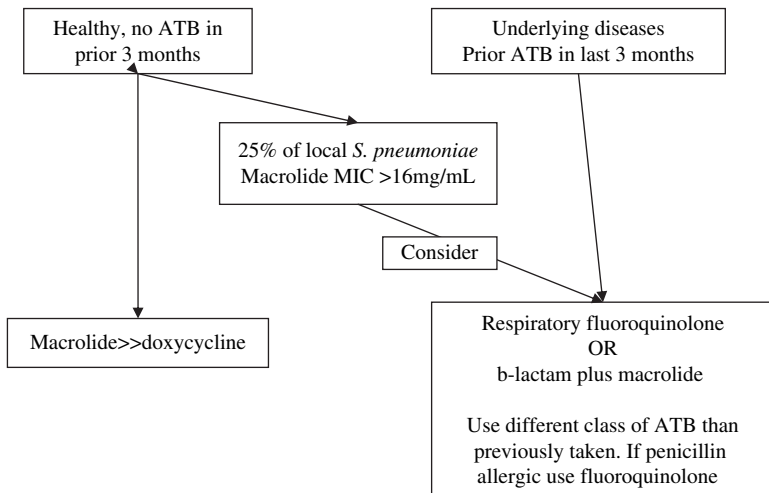 Healthy, no ATB in
prior 3 months
Underlying diseases
Prior ATB in last 3 months
25% of local S. pneumoniae
Macrolide MIC >16mg/mL
Consider
Macrolide>>doxycycline
Respiratory fluoroquinolone
OR
b-lactam plus macrolide
Use different class of ATB than
previously taken. If penicillin
allergic use fluoroquinolone